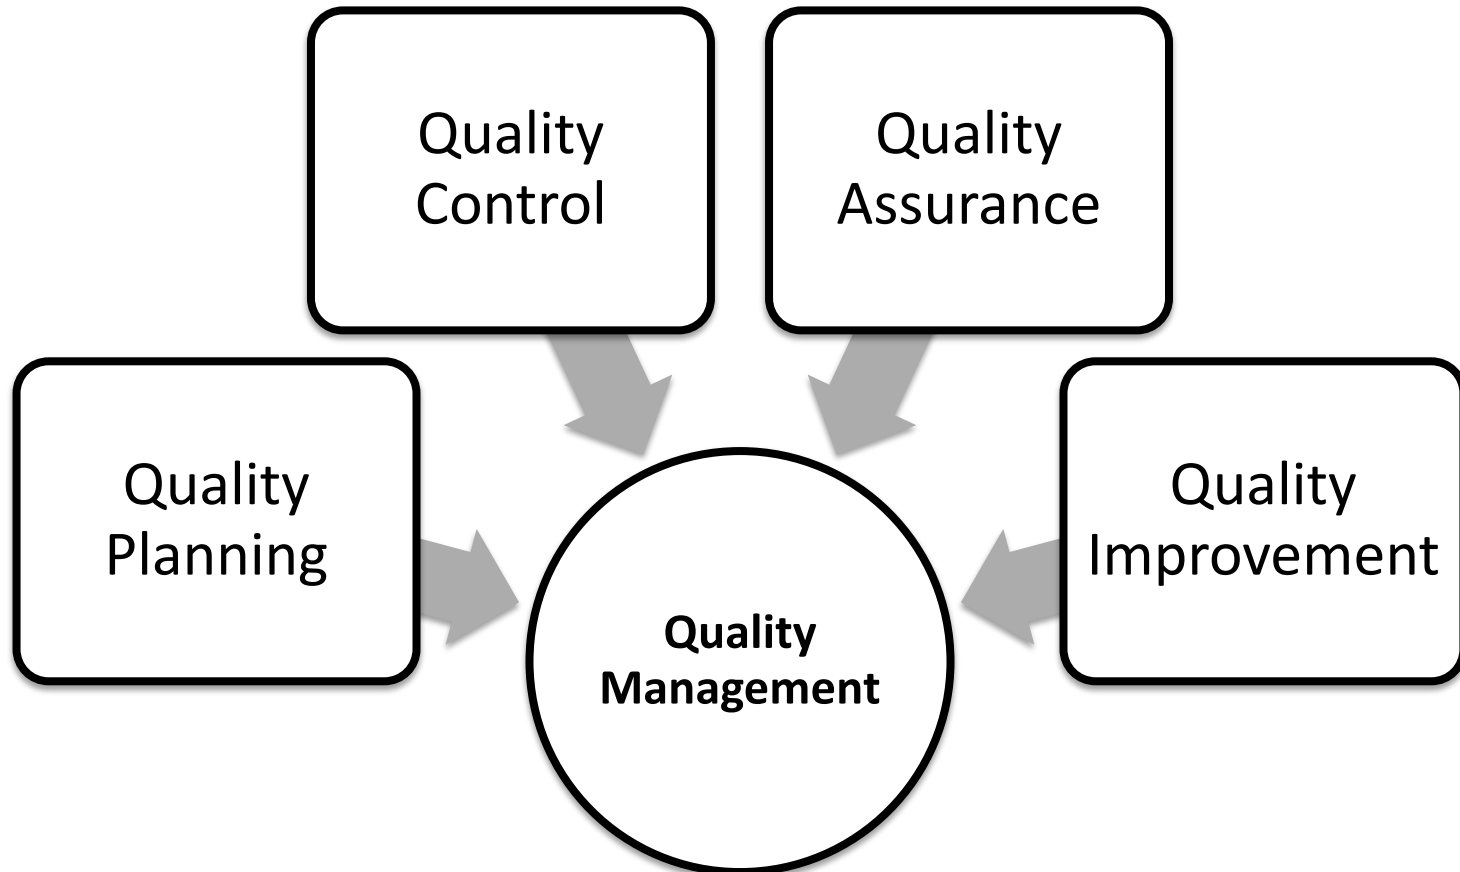 Quality
Control
Quality
Assurance
Quality
Planning
Quality
Improvement
Quality
Management